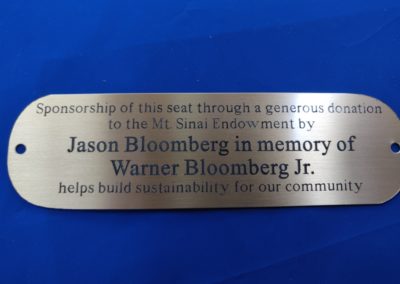 Sponsorship of this seat through a generous donation
to the Mt. Sinai Endowment by
Jason Bloomberg in memory of
Warner Bloomberg Jr.
helps build sustainability for our community